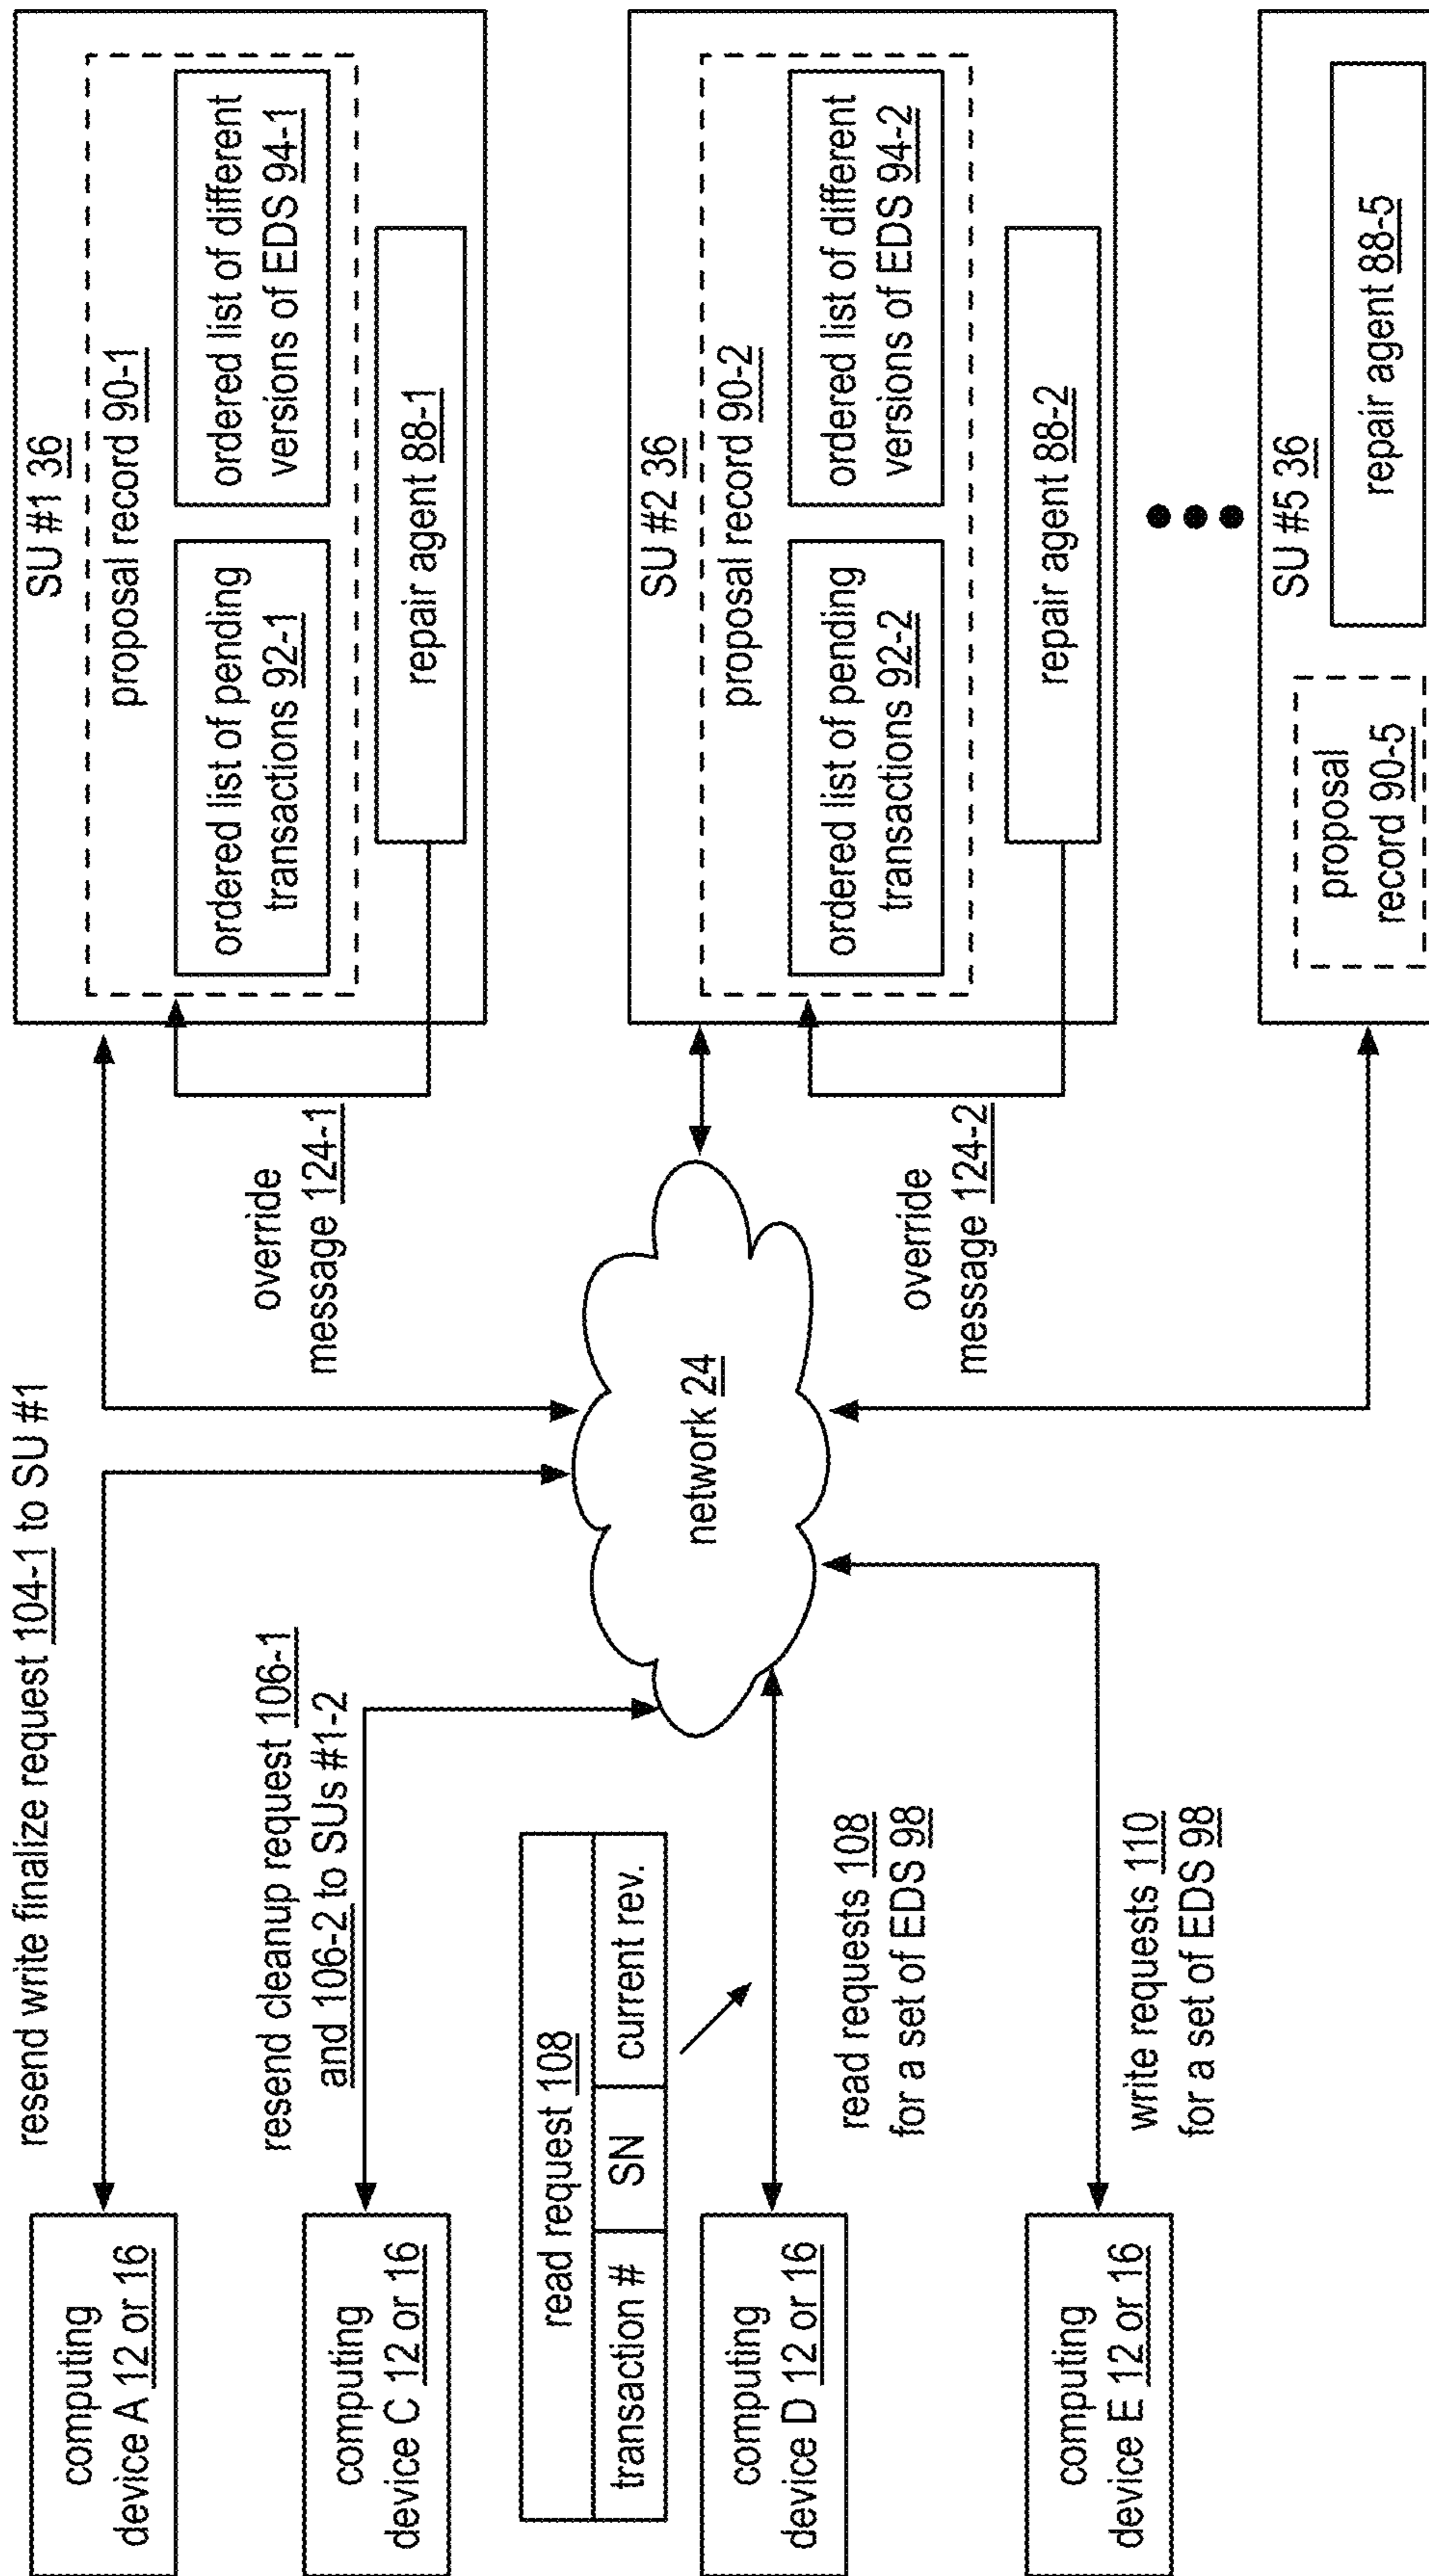 computing
device A 12 or 16
resend write finalize request 104-1 to SU #1
computing
device C 12 or 16
resend cleanup request 106-1
and 106-2 to SUs #1-2
read request 108
transaction #
SN
current rev.
computing
device D 12 or 16
read requests 108
for a set of EDS 98
computing
device E 12 or 16
write requests 110
for a set of EDS 98
network 24
override
message 124-1
override
message 124-2
SU #1 36
proposal record 90-1
ordered list of pending
transactions 92-1
ordered list of different
versions of EDS 94-1
repair agent 88-1
SU #2 36
proposal record 90-2
ordered list of pending
transactions 92-2
ordered list of different
versions of EDS 94-2
repair agent 88-2
SU #5 36
proposal
record 90-5
repair agent 88-5